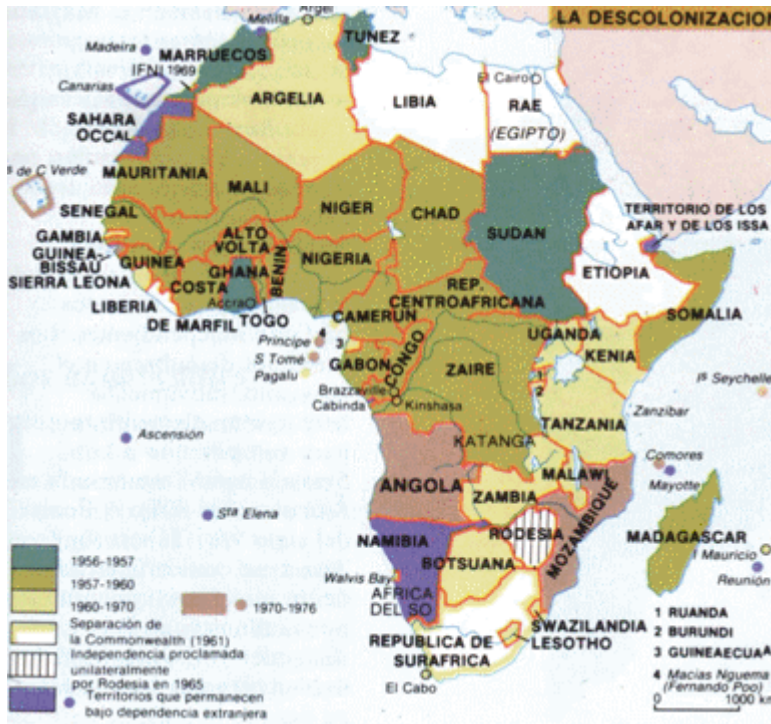 LA DESCOLONIZACION
Argel
Melilla
Madeira
MARRUECOS
TUNEZ
IFNI 1969
Canarias
ARGELIA
LIBIA
El Cairo
RAE
(EGIPTO)
SAHARA
OCCAL
MAURITANIA
MALI
NIGER
CHAD
SUDAN
s de C Verde
SENEGAL
GAMBIA
GUINEA-
BISSAU
SIERRA LEONA
GUINEA
ALTO
VOLTA
BENIN
NIGERIA
GHANA
COSTA
Accra
LIBERIA
DE MARFIL
TOGO
TERRITORIO DE LOS
AFAR Y DE LOS ISSA
ETIOPIA
SOMALIA
REP.
CENTROAFRICANA
CAMERUN
Principe
3
S Tomé
Pagalu
GABON
CONGO
ZAIRE
UGANDA
KENIA
1
2
Brazzaville
Cabinda
Kinshasa
TANZANIA
Zanzibar
Iˢ Seychelle
Ascensión
KATANGA
Comores
Mayotte
ANGOLA
ZAMBIA
MALAWI
MOZAMBIQUE
Sta Elena
NAMIBIA
RODESIA
MADAGASCAR
I Mauricio
Reunión
Walvis Bay
BOTSUANA
AFRICA
DEL SO
SWAZILANDIA
LESOTHO
REPUBLICA DE
SURAFRICA
El Cabo
1956-1957
1957-1960
1960-1970
1970-1976
Separación de
la Commonwealth (1961)
Independencia proclamada
unilateralmente
por Rodesia en 1965
Territorios que permanecen
bajo dependencia extranjera
1 RUANDA
2 BURUNDI
3 GUINEAECUAA
4 Macías Nguema
(Fernando Poo)
0 1000 km